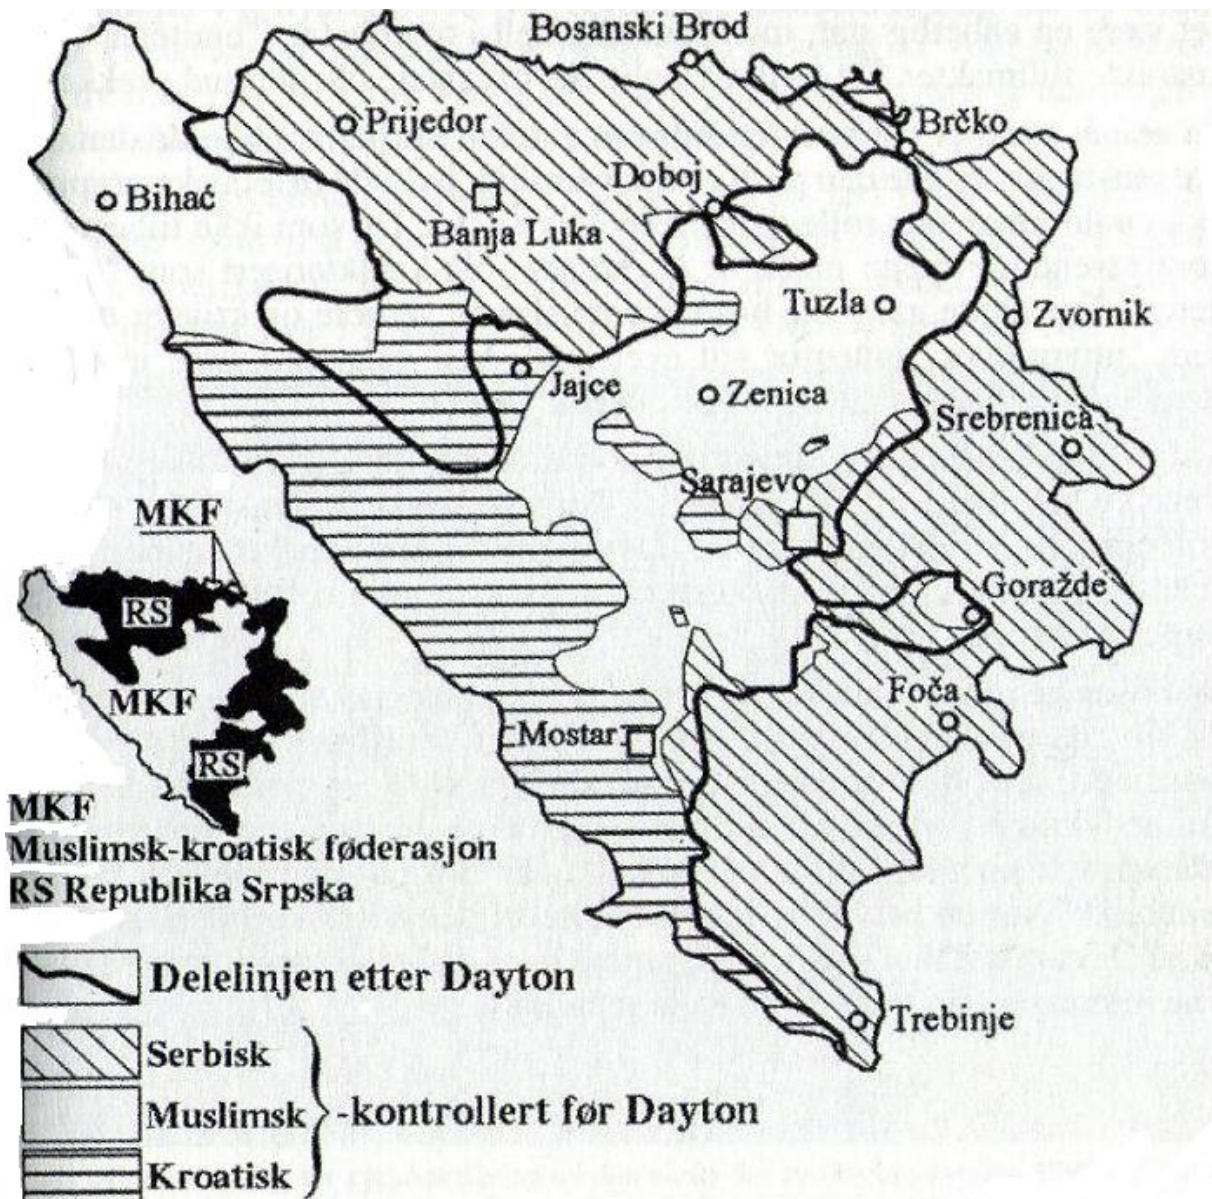 Bosanski Brod
Prijedor
Brčko
Doboj
Bihać
Banja Luka
Tuzla
Zvornik
Jajce
Zenica
Srebrenica
Sarajevo
MKF
Goražde
RS
MKF
Foča
Mostar
RS
MKF
Muslimsk-kroatisk føderasjon
RS Republika Srpska
Delelinjen etter Dayton
Trebinje
Serbisk
Muslimsk -kontrollert før Dayton
Kroatisk